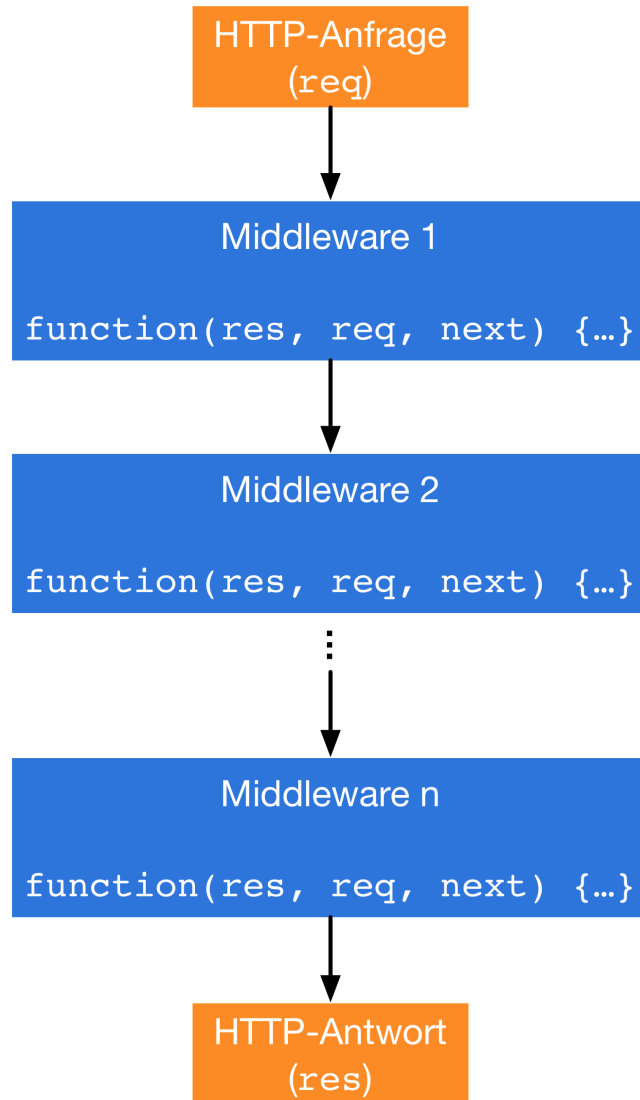 HTTP-Anfrage
(req)
Middleware 1
function(res, req, next) {…}
Middleware 2
function(res, req, next) {…}
⋮
Middleware n
function(res, req, next) {…}
HTTP-Antwort
(res)